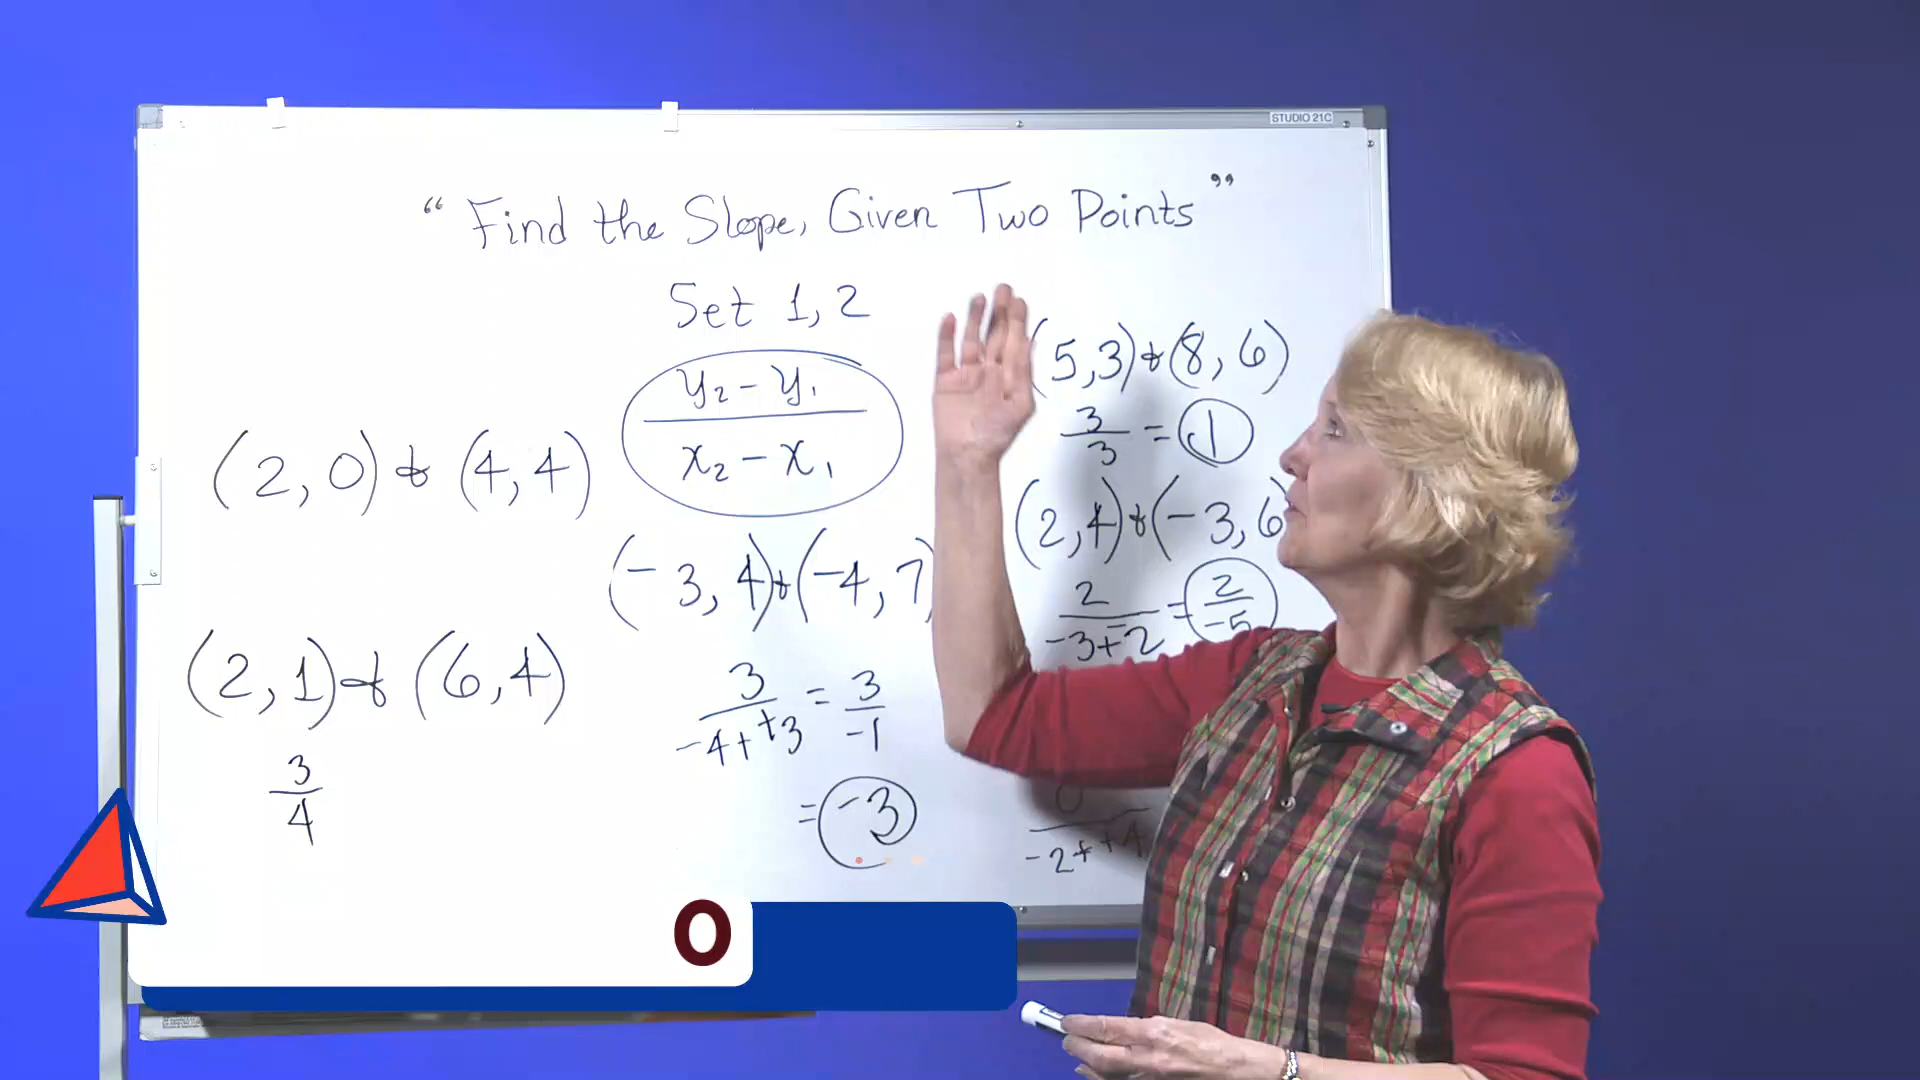 STUDIO 21C
“Find the Slope, Given Two Points”
Set 1, 2
y₂ - y₁
x₂ - x₁
(2, 0) & (4, 4)
(2, 1) & (6, 4)
3
4
(-3, 4) & (-4, 7)
3 = 3
-4 + +3 -1
= -3
(5, 3) & (8, 6)
3 = 1
3
(2, 4) & (-3, 6
2 = 2
-3 + -2 -5
0
-2 + +4
O